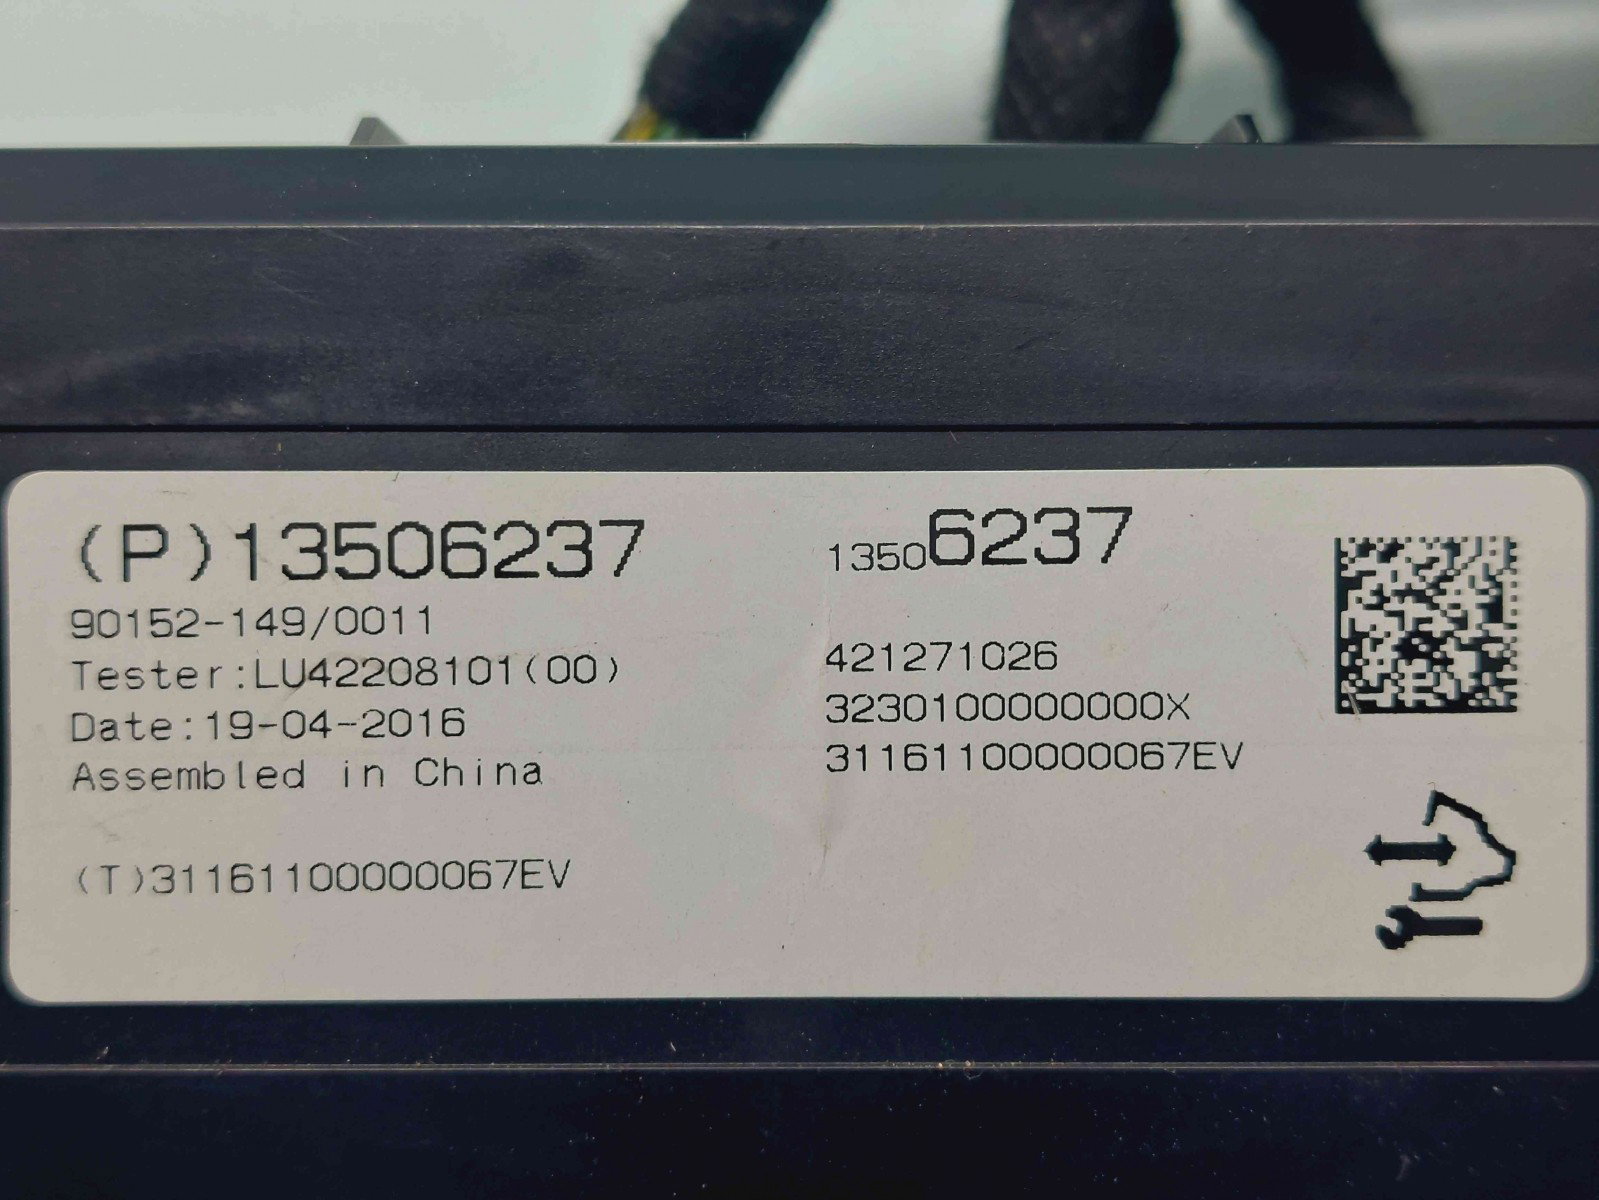 (P)13506237
90152-149/0011
Tester:LU42208101(00)
Date:19-04-2016
Assembled in China
(T)31161100000067EV
13506237
421271026
3230100000000X
31161100000067EV